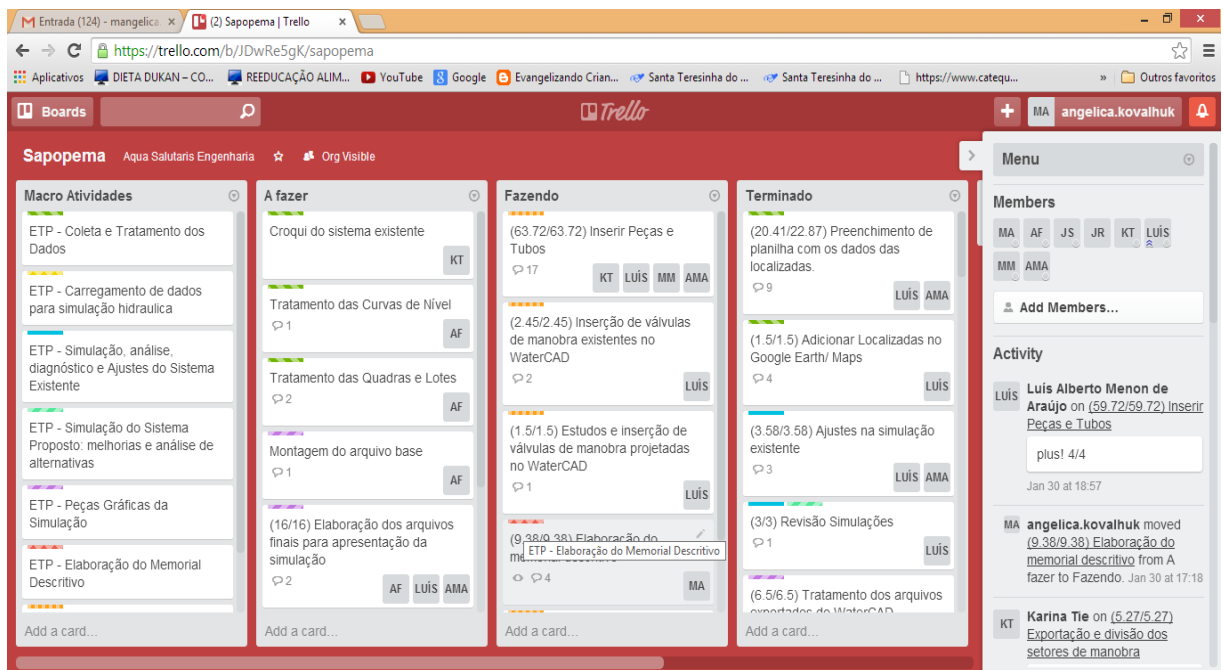 Entrada (124) - mangelica.
(2) Sapopema | Trello
https://trello.com/b/JDwRe5gK/sapopema
Aplicativos DIETA DUKAN – CO... REEDUCAÇÃO ALIM... YouTube Google Evangelizando Crian... Santa Teresinha do ... Santa Teresinha do ... https://www.catequ... » Outros favoritos
Boards
Trello
MA angelica.kovalhuk
Sapopema Aqua Salutaris Engenharia Org Visible
Macro Atividades
ETP - Coleta e Tratamento dos
Dados
ETP - Carregamento de dados
para simulação hidraulica
ETP - Simulação, análise,
diagnóstico e Ajustes do Sistema
Existente
ETP - Simulação do Sistema
Proposto: melhorias e análise de
alternativas
ETP - Peças Gráficas da
Simulação
ETP - Elaboração do Memorial
Descritivo
Add a card...
A fazer
Croqui do sistema existente
KT
Tratamento das Curvas de Nível
1
AF
Tratamento das Quadras e Lotes
2
AF
Montagem do arquivo base
1
AF
(16/16) Elaboração dos arquivos
finais para apresentação da
simulação
2
AF LUÍS AMA
Add a card...
Fazendo
(63.72/63.72) Inserir Peças e
Tubos
17
KT LUÍS MM AMA
(2.45/2.45) Inserção de válvulas
de manobra existentes no
WaterCAD
2
LUÍS
(1.5/1.5) Estudos e inserção de
válvulas de manobra projetadas
no WaterCAD
1
LUÍS
(9.38/9.38) Elaboração do
memorial descritivo
ETP - Elaboração do Memorial Descritivo
4
MA
Add a card...
Terminado
(20.41/22.87) Preenchimento de
planilha com os dados das
localizadas.
9
LUÍS AMA
(1.5/1.5) Adicionar Localizadas no
Google Earth/ Maps
4
LUÍS
(3.58/3.58) Ajustes na simulação
existente
3
LUÍS AMA
(3/3) Revisão Simulações
1
LUÍS
(6.5/6.5) Tratamento dos arquivos
exportados do WaterCAD
Add a card...
Menu
Members
MA AF JS JR KT LUÍS
MM AMA
Add Members...
Activity
LUÍS
Luís Alberto Menon de
Araújo on (59.72/59.72) Inserir
Peças e Tubos
plus! 4/4
Jan 30 at 18:57
MA
angelica.kovalhuk moved
(9.38/9.38) Elaboração do
memorial descritivo from A
fazer to Fazendo. Jan 30 at 17:18
KT
Karina Tie on (5.27/5.27)
Exportação e divisão dos
setores de manobra